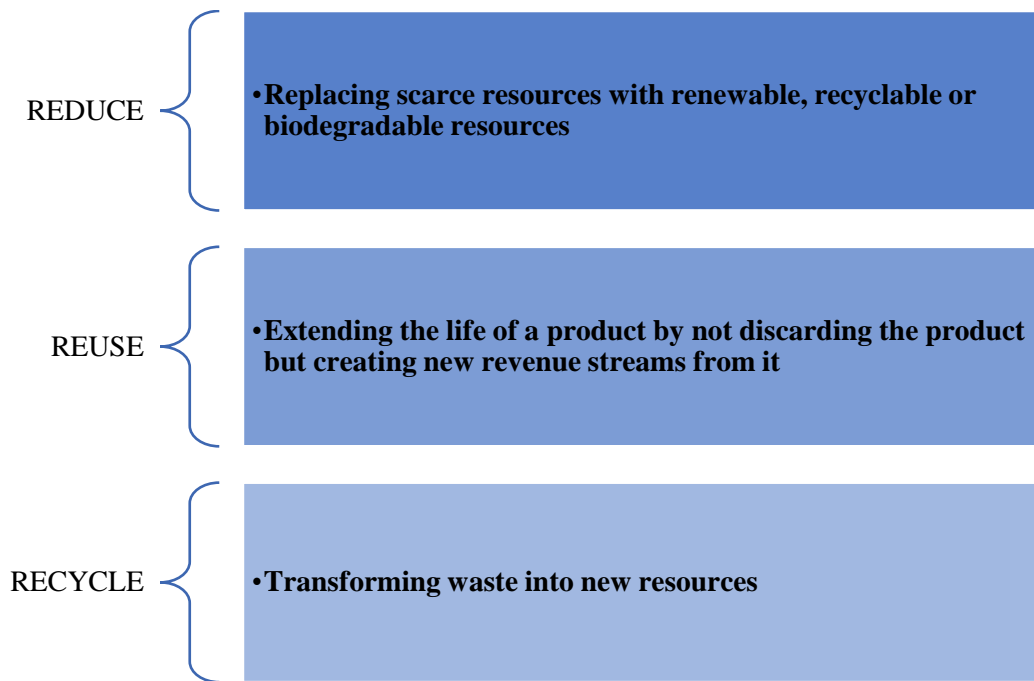 REDUCE
•Replacing scarce resources with renewable, recyclable or
biodegradable resources
REUSE
•Extending the life of a product by not discarding the product
but creating new revenue streams from it
RECYCLE
•Transforming waste into new resources